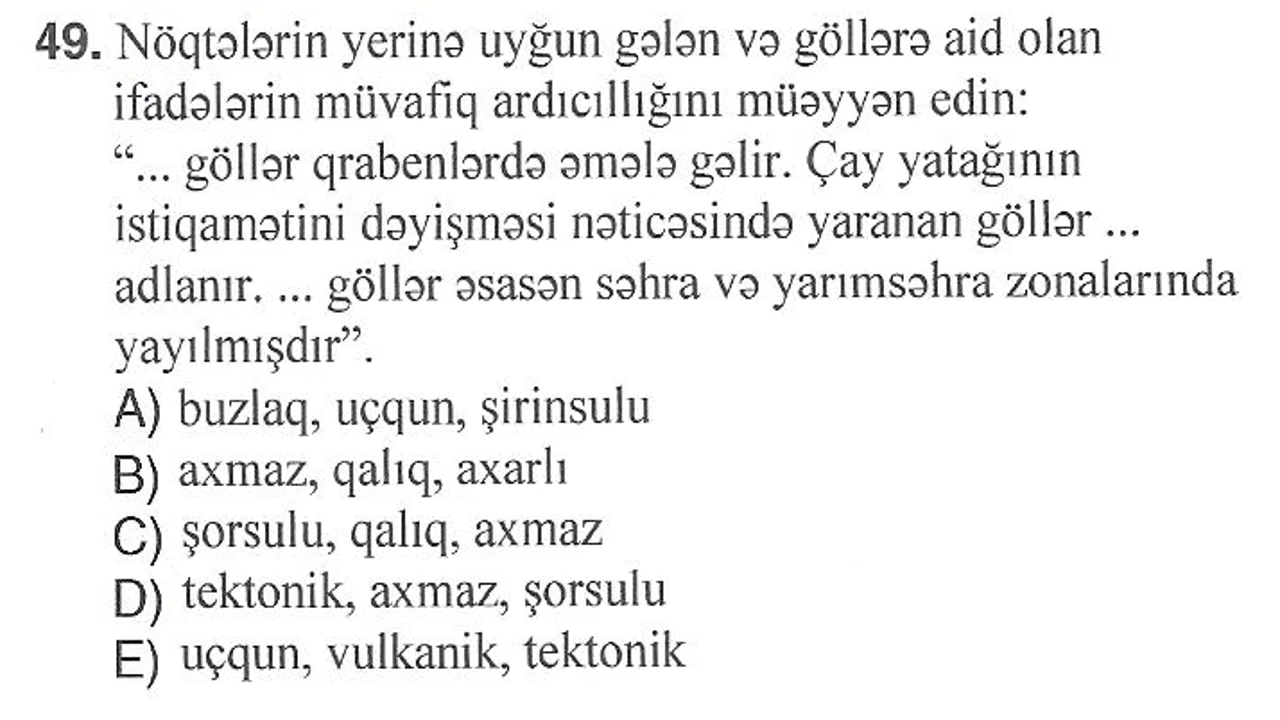 49. Nöqtələrin yerinə uyğun gələn və göllərə aid olan
ifadələrin müvafiq ardıcıllığını müəyyən edin:
“... göllər qrabenlərdə əmələ gəlir. Çay yatağının
istiqamətini dəyişməsi nəticəsində yaranan göllər ...
adlanır. ... göllər əsasən səhra və yarımsəhra zonalarında
yayılmışdır”.
A) buzlaq, uçqun, şirinsulu
B) axmaz, qalıq, axarlı
C) şorsulu, qalıq, axmaz
D) tektonik, axmaz, şorsulu
E) uçqun, vulkanik, tektonik